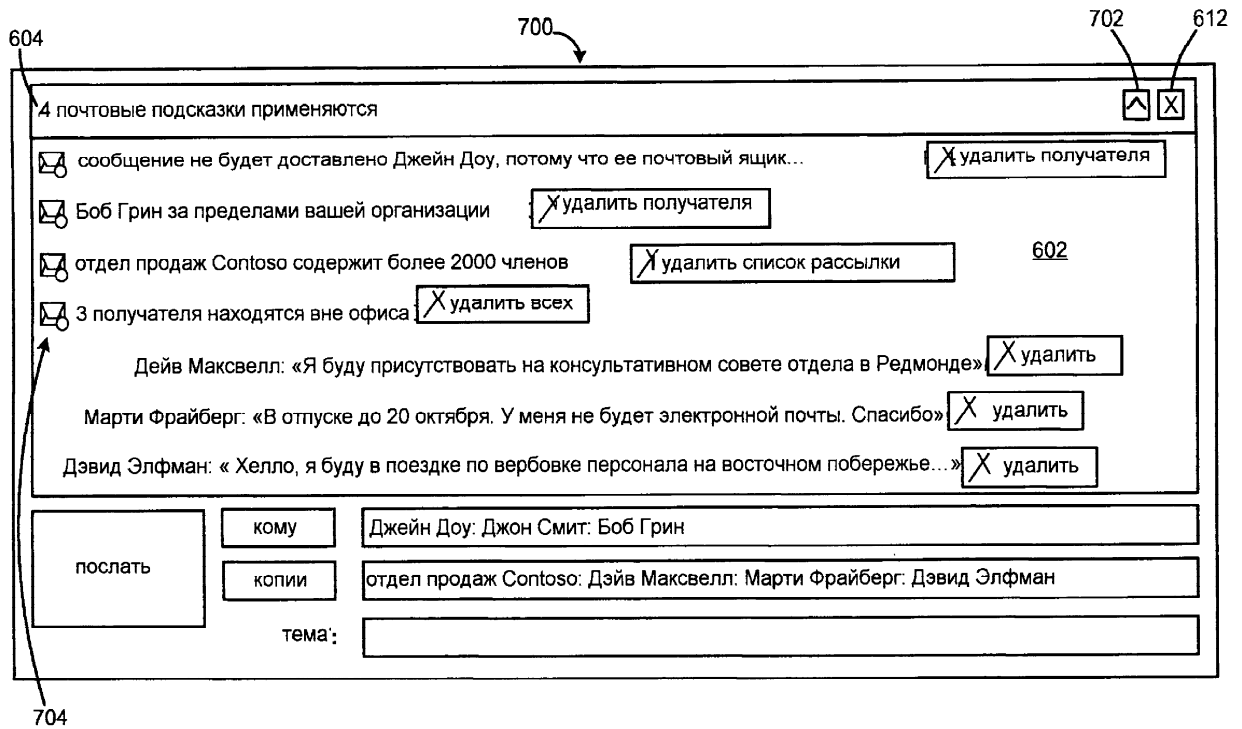 700
702
612
604
4 почтовые подсказки применяются
X
сообщение не будет доставлено Джейн Доу, потому что ее почтовый ящик...
X удалить получателя
Боб Грин за пределами вашей организации
X удалить получателя
отдел продаж Contoso содержит более 2000 членов
X удалить список рассылки
602
3 получателя находятся вне офиса
X удалить всех
Дейв Максвелл: «Я буду присутствовать на консультативном совете отдела в Редмонде»
X удалить
Марти Фрайберг: «В отпуске до 20 октября. У меня не будет электронной почты. Спасибо»
X удалить
Дэвид Элфман: « Хелло, я буду в поездке по вербовке персонала на восточном побережье...»
X удалить
послать
кому
Джейн Доу: Джон Смит: Боб Грин
копии
отдел продаж Contoso: Дэйв Максвелл: Марти Фрайберг: Дэвид Элфман
тема:
704